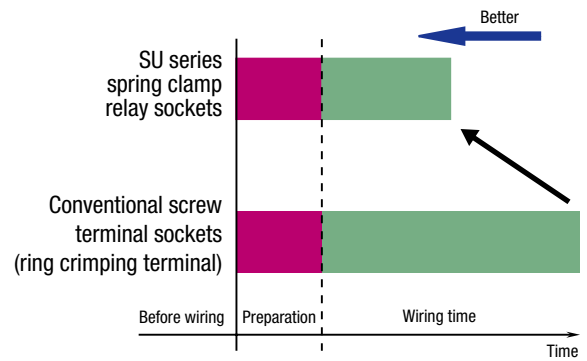 Better
SU series
spring clamp
relay sockets
Conventional screw
terminal sockets
(ring crimping terminal)
Before wiring
Preparation
Wiring time
Time